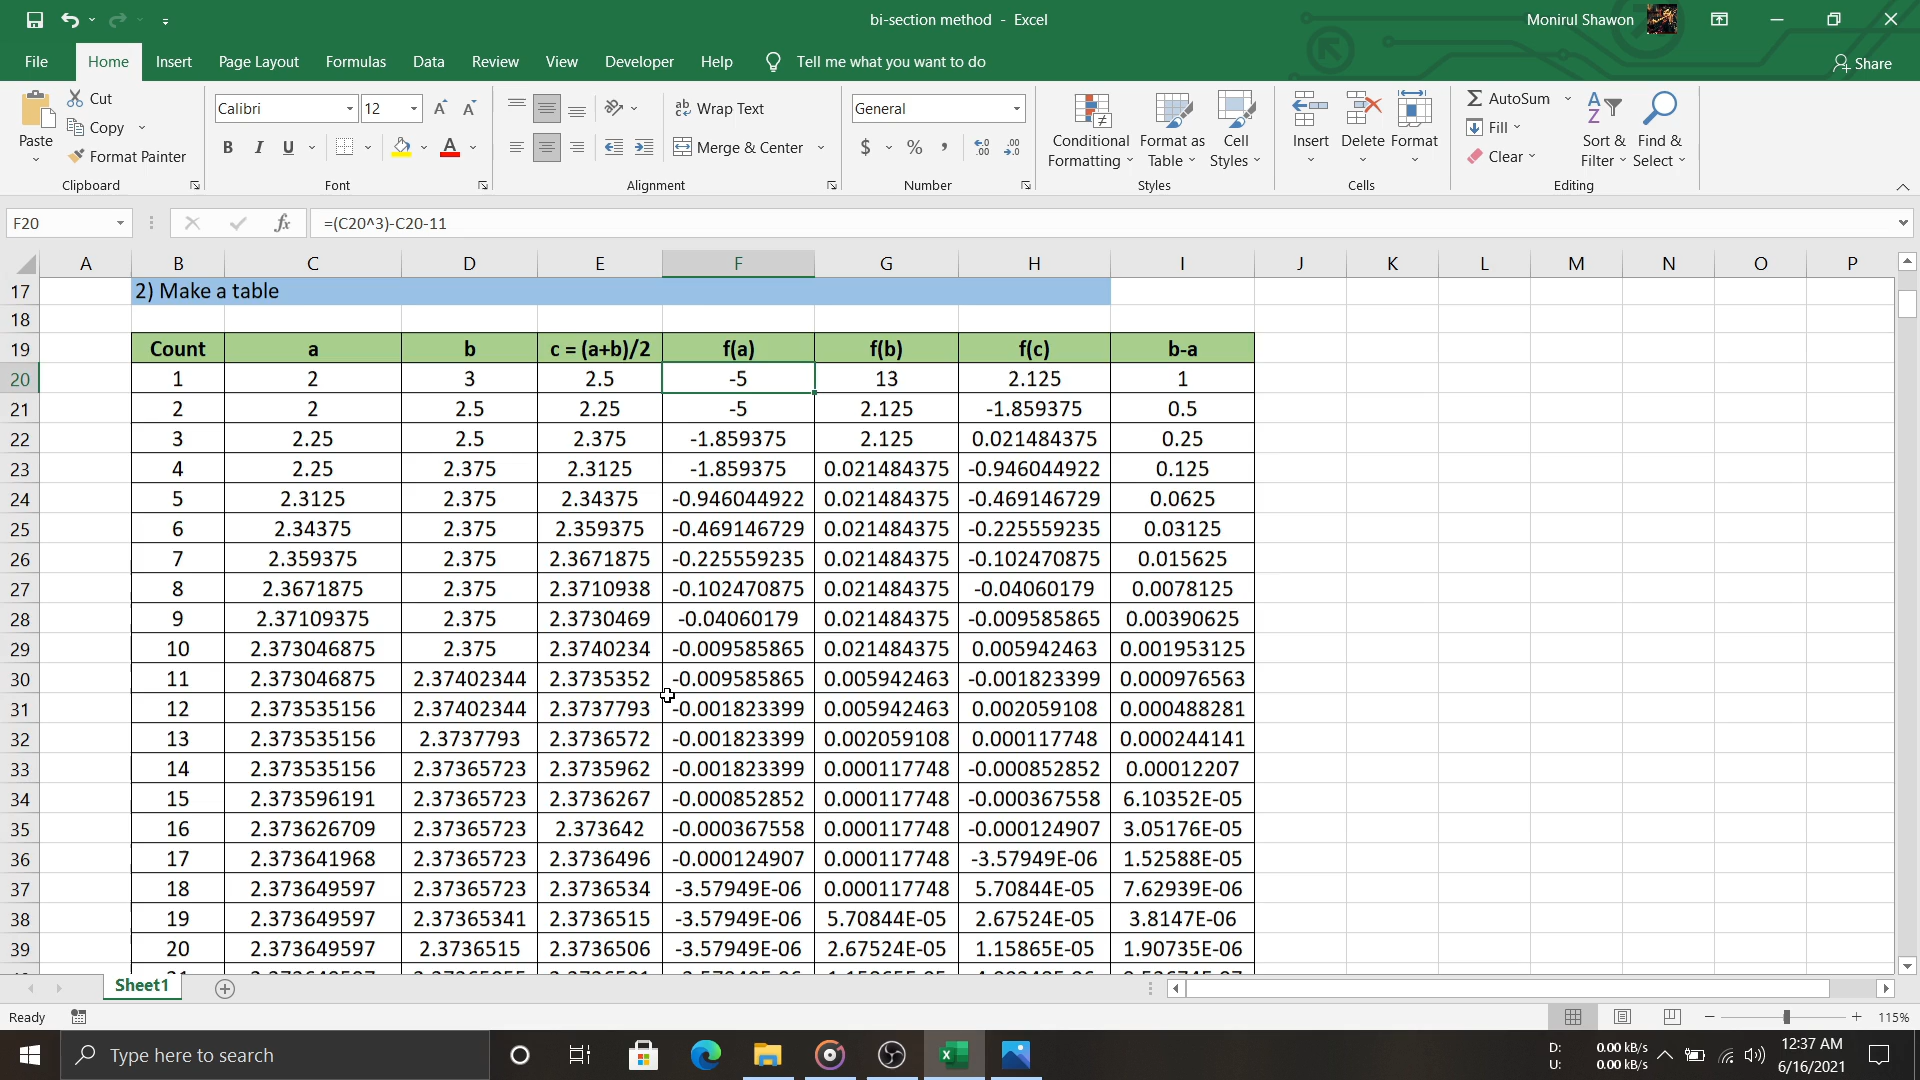 bi-section method - Excel
Monirul Shawon
File Home Insert Page Layout Formulas Data Review View Developer Help Tell me what you want to do Share
Paste
Cut
Copy
Format Painter
Clipboard
Calibri 12
B I U
Font
Wrap Text
Merge & Center
Alignment
General
$ % ,
Number
Conditional Formatting
Format as Table
Cell Styles
Styles
Insert Delete Format
Cells
AutoSum
Fill
Clear
Sort & Filter
Find & Select
Editing
F20 fx =(C20^3)-C20-11
A B C D E F G H I J K L M N O P
17 2) Make a table
18
19 Count a b c = (a+b)/2 f(a) f(b) f(c) b-a
20 1 2 3 2.5 -5 13 2.125 1
21 2 2 2.5 2.25 -5 2.125 -1.859375 0.5
22 3 2.25 2.5 2.375 -1.859375 2.125 0.021484375 0.25
23 4 2.25 2.375 2.3125 -1.859375 0.021484375 -0.946044922 0.125
24 5 2.3125 2.375 2.34375 -0.946044922 0.021484375 -0.469146729 0.0625
25 6 2.34375 2.375 2.359375 -0.469146729 0.021484375 -0.225559235 0.03125
26 7 2.359375 2.375 2.3671875 -0.225559235 0.021484375 -0.102470875 0.015625
27 8 2.3671875 2.375 2.3710938 -0.102470875 0.021484375 -0.04060179 0.0078125
28 9 2.37109375 2.375 2.3730469 -0.04060179 0.021484375 -0.009585865 0.00390625
29 10 2.373046875 2.375 2.3740234 -0.009585865 0.021484375 0.005942463 0.001953125
30 11 2.373046875 2.37402344 2.3735352 -0.009585865 0.005942463 -0.001823399 0.000976563
31 12 2.373535156 2.37402344 2.3737793 -0.001823399 0.005942463 0.002059108 0.000488281
32 13 2.373535156 2.3737793 2.3736572 -0.001823399 0.002059108 0.000117748 0.000244141
33 14 2.373535156 2.37365723 2.3735962 -0.001823399 0.000117748 -0.000852852 0.00012207
34 15 2.373596191 2.37365723 2.3736267 -0.000852852 0.000117748 -0.000367558 6.10352E-05
35 16 2.373626709 2.37365723 2.373642 -0.000367558 0.000117748 -0.000124907 3.05176E-05
36 17 2.373641968 2.37365723 2.3736496 -0.000124907 0.000117748 -3.57949E-06 1.52588E-05
37 18 2.373649597 2.37365723 2.3736534 -3.57949E-06 0.000117748 5.70844E-05 7.62939E-06
38 19 2.373649597 2.37365341 2.3736515 -3.57949E-06 5.70844E-05 2.67524E-05 3.8147E-06
39 20 2.373649597 2.3736515 2.3736506 -3.57949E-06 2.67524E-05 1.15865E-05 1.90735E-06
Sheet1
Ready 115%
Type here to search
D: 0.00 kB/s
U: 0.00 kB/s
12:37 AM
6/16/2021